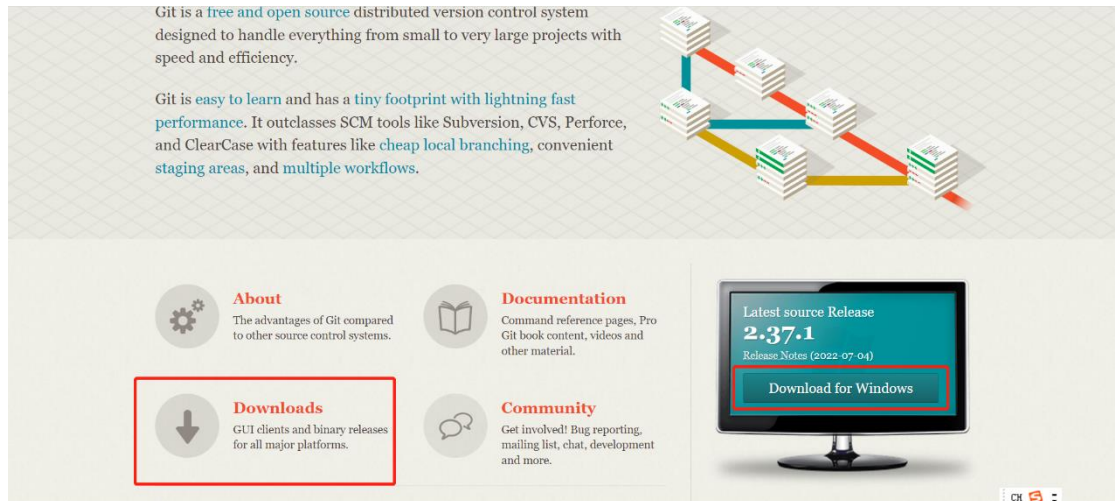 Git is a free and open source distributed version control system
designed to handle everything from small to very large projects with
speed and efficiency.
Git is easy to learn and has a tiny footprint with lightning fast
performance. It outclasses SCM tools like Subversion, CVS, Perforce,
and ClearCase with features like cheap local branching, convenient
staging areas, and multiple workflows.
About
The advantages of Git compared
to other source control systems.
Documentation
Command reference pages, Pro
Git book content, videos and
other material.
Downloads
GUI clients and binary releases
for all major platforms.
Community
Get involved! Bug reporting,
mailing list, chat, development
and more.
Latest source Release
2.37.1
Release Notes (2022-07-04)
Download for Windows
CH